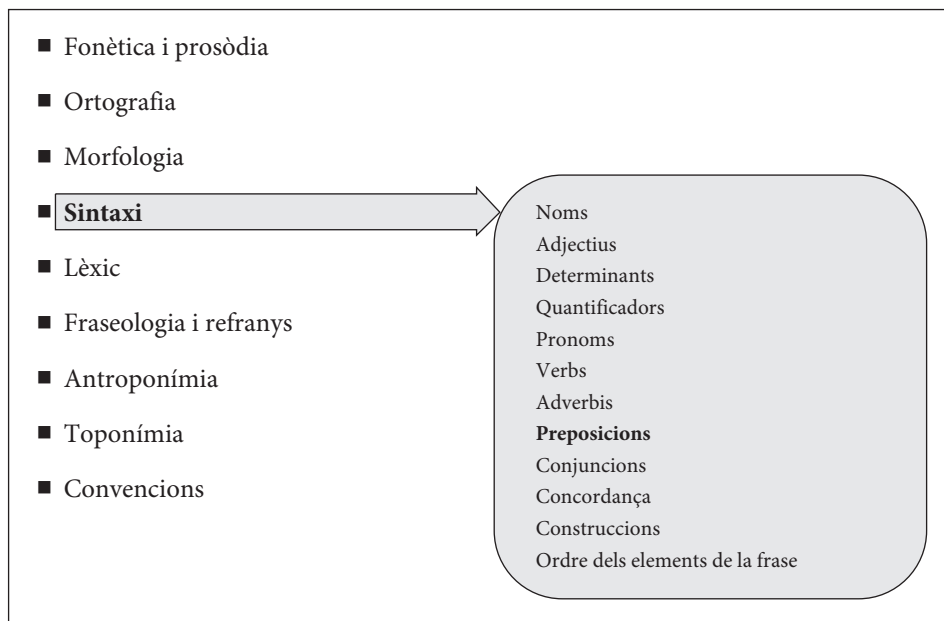 ■ Fonètica i prosòdia
■ Ortografia
■ Morfologia
■ Sintaxi
■ Lèxic
■ Fraseologia i refranys
■ Antroponímia
■ Toponímia
■ Convencions
Noms
Adjectius
Determinants
Quantificadors
Pronoms
Verbs
Adverbis
Preposicions
Conjuncions
Concordança
Construccions
Ordre dels elements de la frase